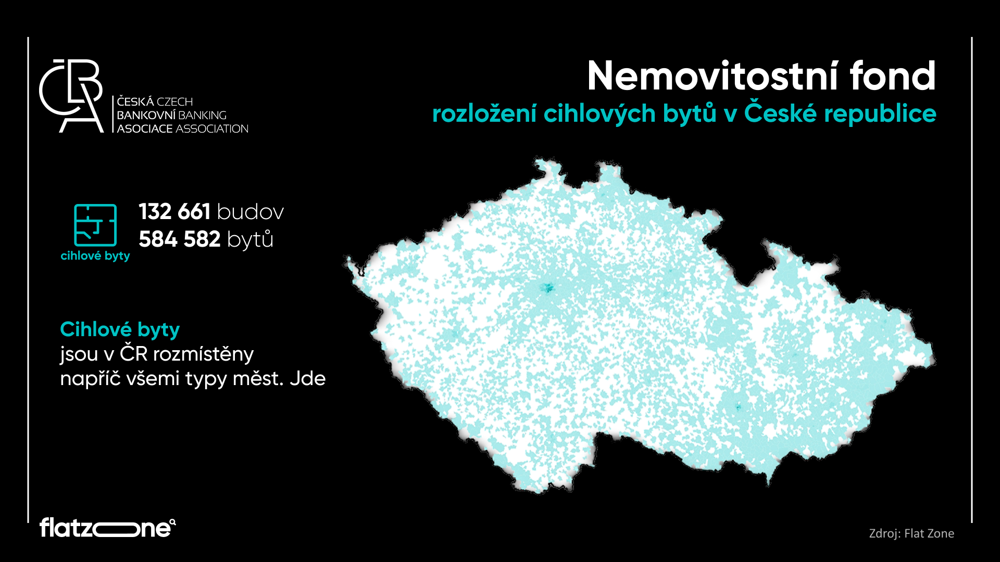 ČBA
ČESKÁ CZECH
BANKOVNÍ BANKING
ASOCIACE ASSOCIATION
Nemovitostní fond
rozložení cihlových bytů v České republice
132 661 budov
584 582 bytů
cihlové byty
Cihlové byty
jsou v ČR rozmístěny
napříč všemi typy měst. Jde
flatzone
Zdroj: Flat Zone